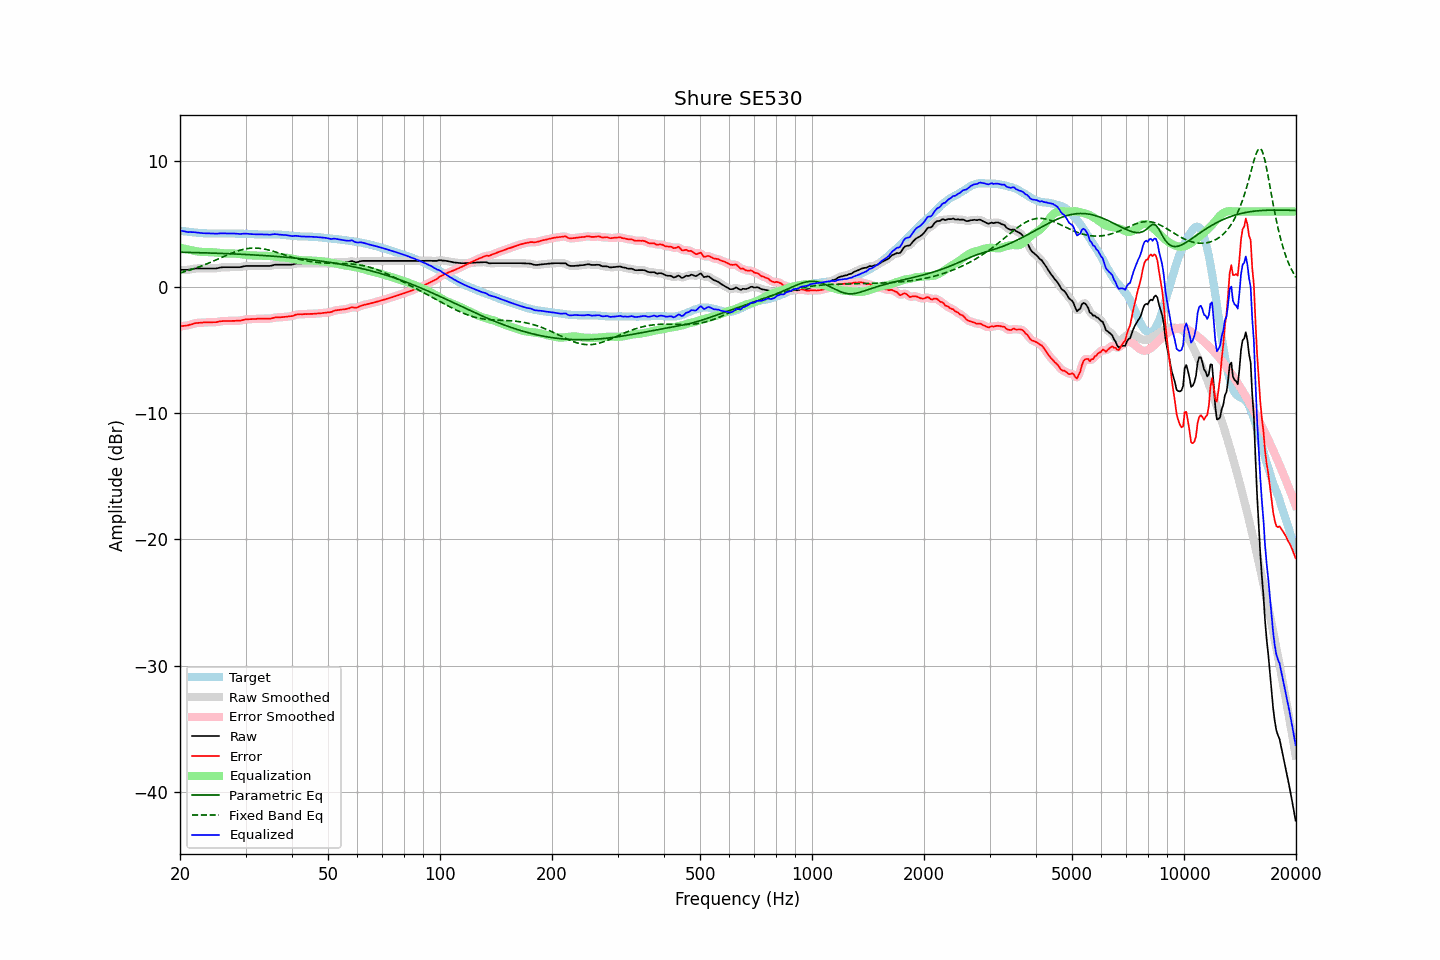 Shure SE530
10
0
−10
−20
−30
−40
Amplitude (dBr)
Target
Raw Smoothed
Error Smoothed
Raw
Error
Equalization
Parametric Eq
Fixed Band Eq
Equalized
20
50
100
200
500
1000
2000
5000
10000
20000
Frequency (Hz)